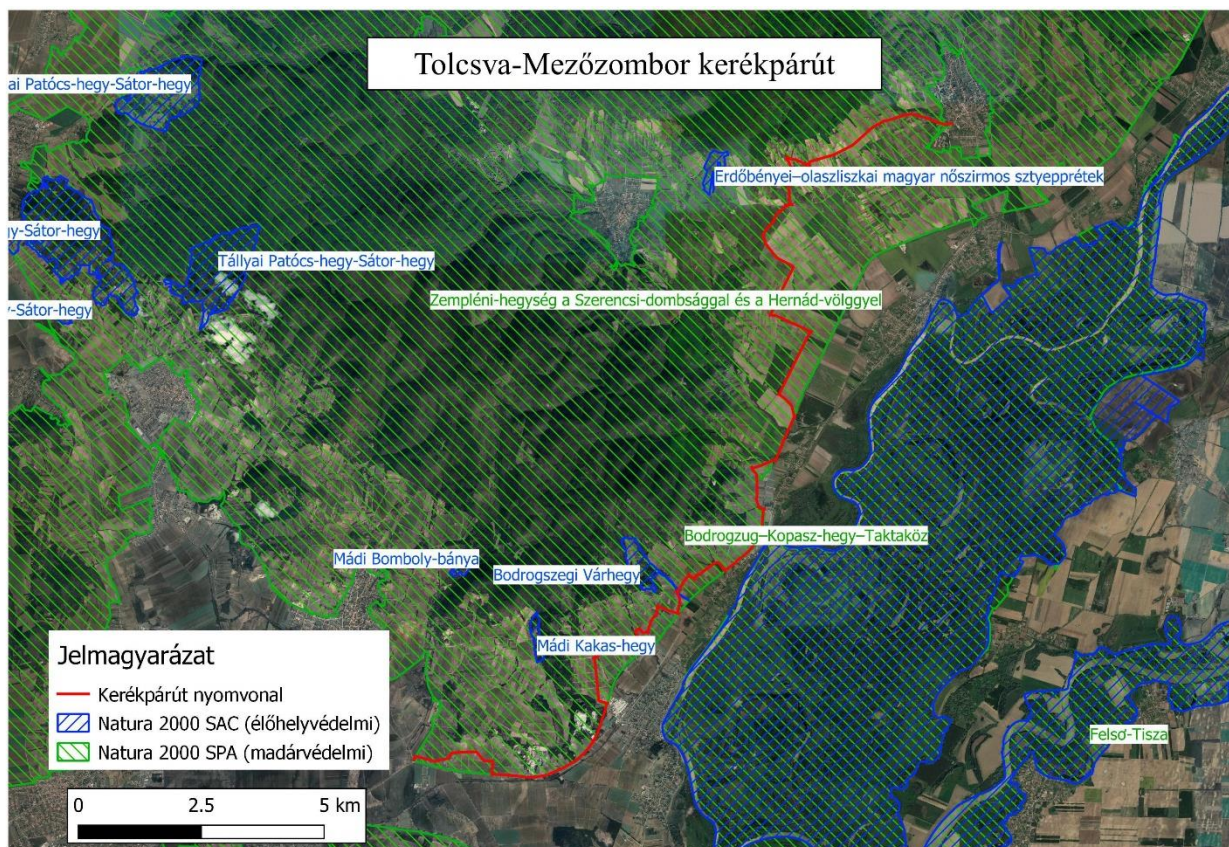 Tolcsva-Mezőzombor kerékpárút
ai Patócs-hegy-Sátor-hegy
Erdőbényei–olaszliszkai magyar nőszirmos sztyepprétek
gy-Sátor-hegy
Tállyai Patócs-hegy-Sátor-hegy
Zempléni-hegység a Szerencsi-dombsággal és a Hernád-völggyel
y-Sátor-hegy
Bodrogzug–Kopasz-hegy–Taktaköz
Mádi Bomboly-bánya
Bodrogszegi Várhegy
Mádi Kakas-hegy
Felső-Tisza
Jelmagyarázat
Kerékpárút nyomvonal
Natura 2000 SAC (élőhelyvédelmi)
Natura 2000 SPA (madárvédelmi)
0 2.5 5 km